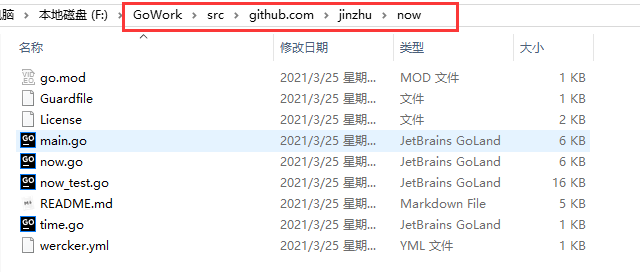 电脑 › 本地磁盘 (F:) › GoWork › src › github.com › jinzhu › now
名称 修改日期 类型 大小
go.mod 2021/3/25 星期... MOD 文件 1 KB
Guardfile 2021/3/25 星期... 文件 1 KB
License 2021/3/25 星期... 文件 2 KB
main.go 2021/3/25 星期... JetBrains GoLand 6 KB
now.go 2021/3/25 星期... JetBrains GoLand 6 KB
now_test.go 2021/3/25 星期... JetBrains GoLand 16 KB
README.md 2021/3/25 星期... Markdown File 5 KB
time.go 2021/3/25 星期... JetBrains GoLand 1 KB
wercker.yml 2021/3/25 星期... YML 文件 1 KB